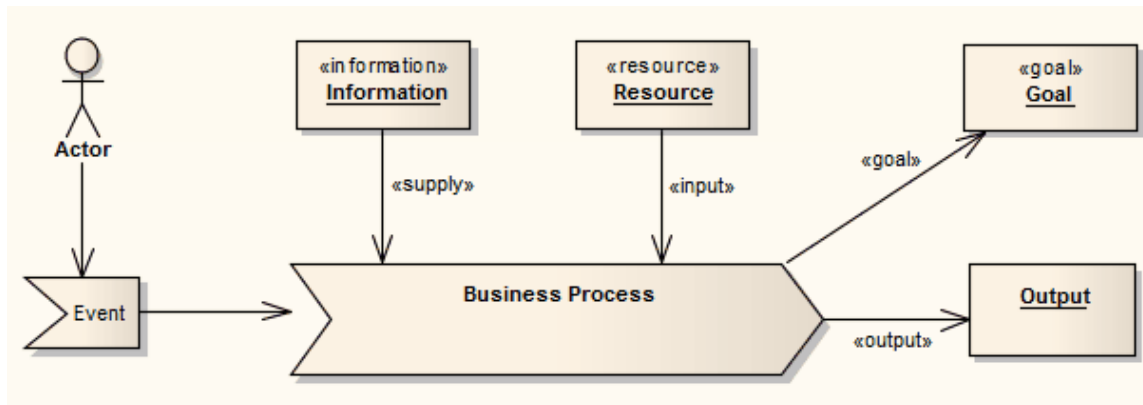 «information»
Information
«resource»
Resource
«goal»
Goal
Actor
«supply»
«input»
«goal»
Event
Business Process
Output
«output»